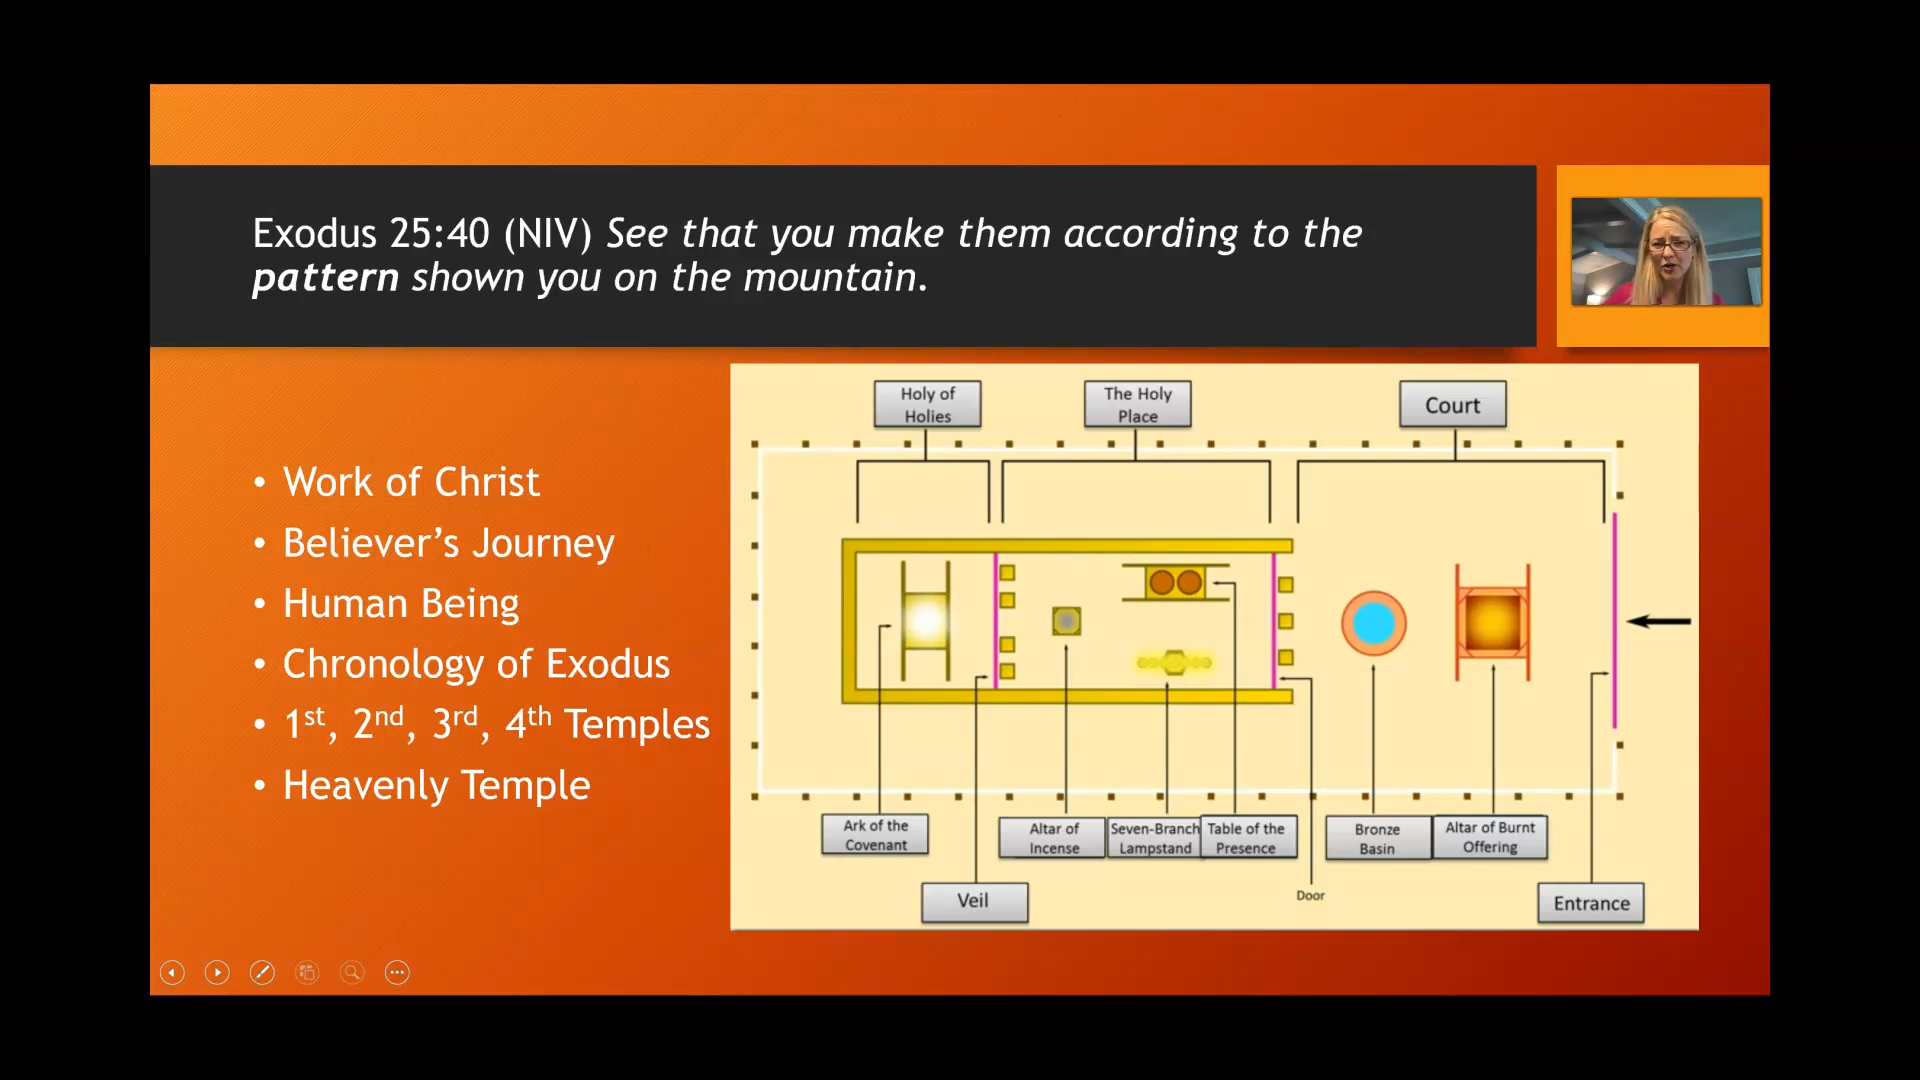 Exodus 25:40 (NIV) See that you make them according to the
pattern shown you on the mountain.
• Work of Christ
• Believer’s Journey
• Human Being
• Chronology of Exodus
• 1st, 2nd, 3rd, 4th Temples
• Heavenly Temple
Holy of
Holies
The Holy
Place
Court
Ark of the
Covenant
Altar of
Incense
Seven-Branch
Lampstand
Table of the
Presence
Bronze
Basin
Altar of Burnt
Offering
Veil
Door
Entrance